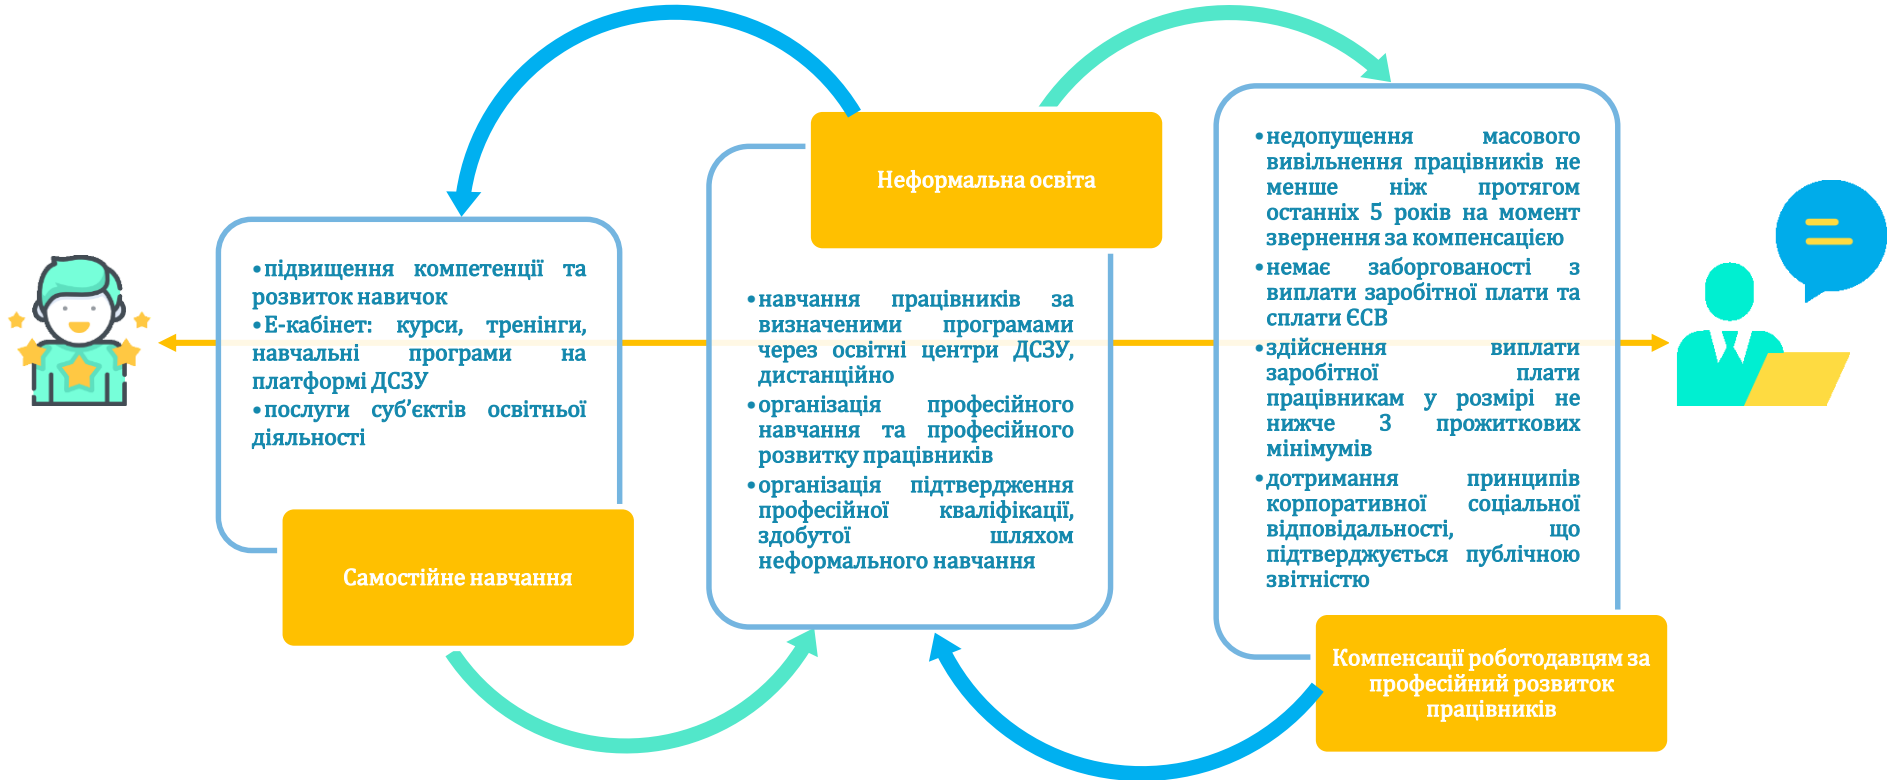 •підвищення компетенції та
розвиток навичок
•Е-кабінет: курси, тренінги,
навчальні програми на
платформі ДСЗУ
•послуги суб’єктів освітньої
діяльності
Самостійне навчання
Неформальна освіта
•навчання працівників за
визначеними програмами
через освітні центри ДСЗУ,
дистанційно
•організація професійного
навчання та професійного
розвитку працівників
•організація підтвердження
професійної кваліфікації,
здобутої шляхом
неформального навчання
•недопущення масового
вивільнення працівників не
менше ніж протягом
останніх 5 років на момент
звернення за компенсацією
•немає заборгованості з
виплати заробітної плати та
сплати ЄСВ
•здійснення виплати
заробітної плати
працівникам у розмірі не
нижче 3 прожиткових
мінімумів
•дотримання принципів
корпоративної соціальної
відповідальності, що
підтверджується публічною
звітністю
Компенсації роботодавцям за
професійний розвиток
працівників